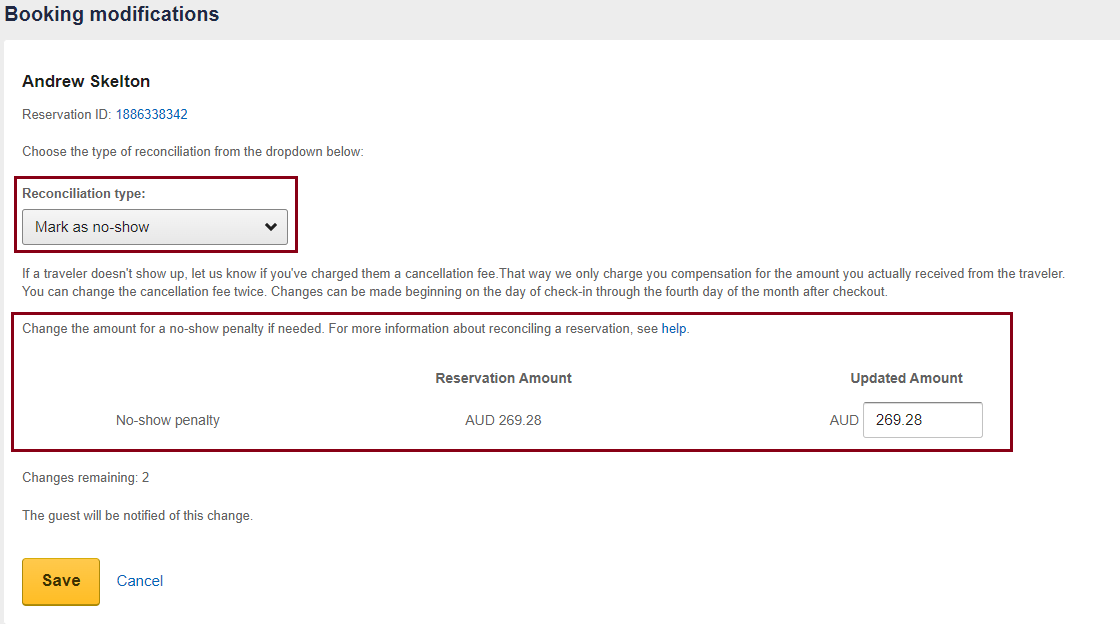 Booking modifications
Andrew Skelton
Reservation ID: 1886338342
Choose the type of reconciliation from the dropdown below:
Reconciliation type:
Mark as no-show
If a traveler doesn't show up, let us know if you've charged them a cancellation fee.That way we only charge you compensation for the amount you actually received from the traveler.
You can change the cancellation fee twice. Changes can be made beginning on the day of check-in through the fourth day of the month after checkout.
Change the amount for a no-show penalty if needed. For more information about reconciling a reservation, see help.
Reservation Amount Updated Amount
No-show penalty AUD 269.28 AUD 269.28
Changes remaining: 2
The guest will be notified of this change.
Save Cancel